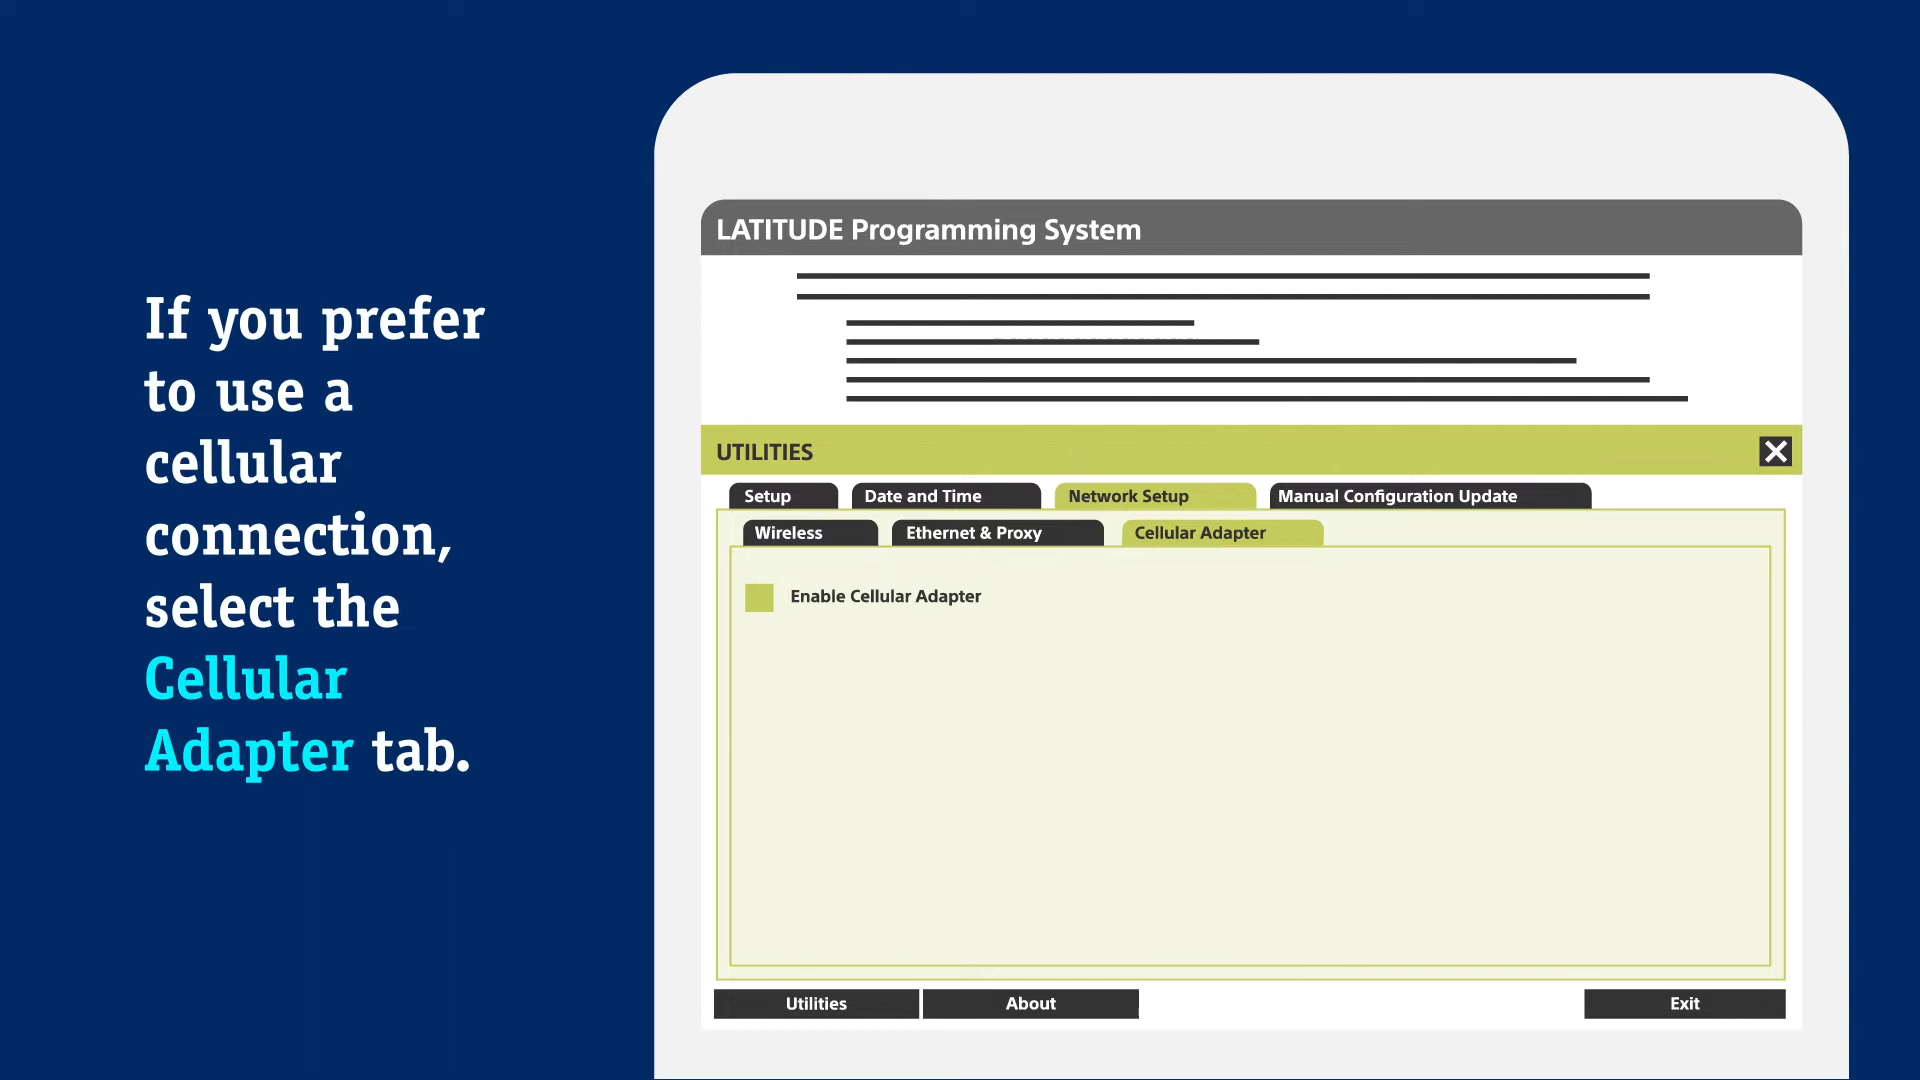 If you prefer
to use a
cellular
connection,
select the
Cellular
Adapter tab.
LATITUDE Programming System
UTILITIES
Setup
Date and Time
Network Setup
Manual Configuration Update
Wireless
Ethernet & Proxy
Cellular Adapter
Enable Cellular Adapter
Utilities
About
Exit